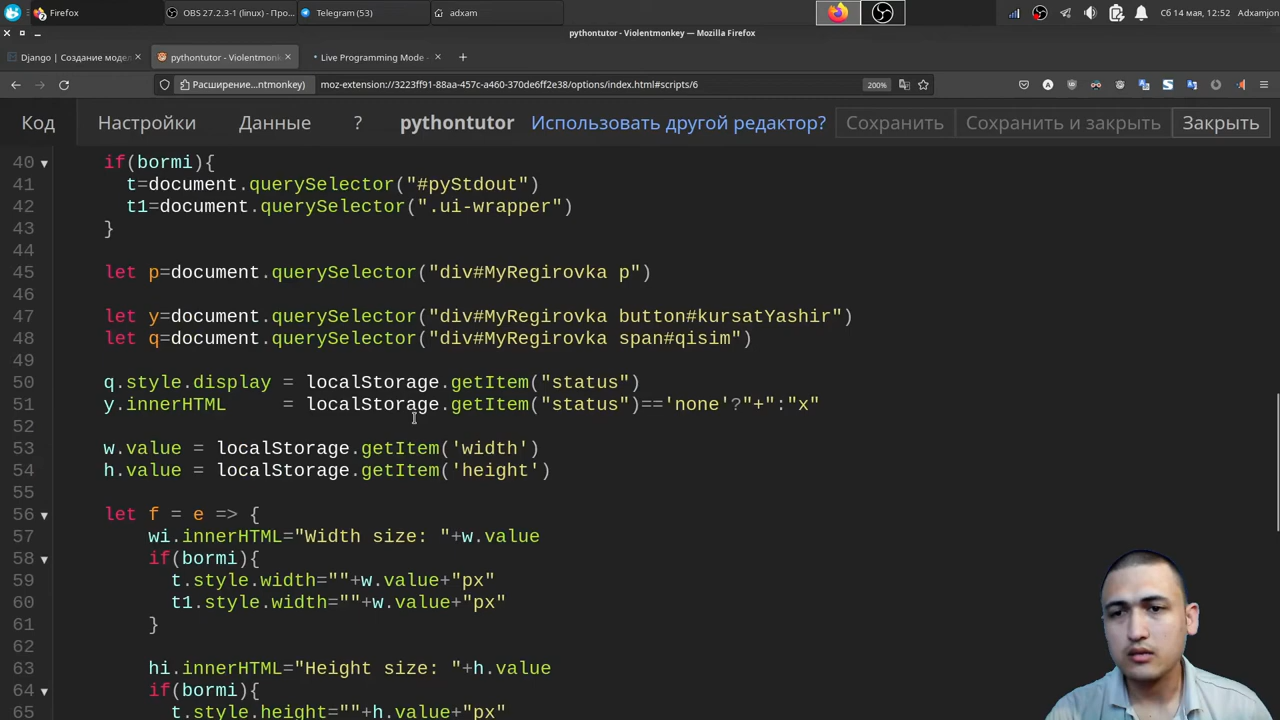 Firefox
OBS 27.2.3-1 (linux) - Про...
Telegram (53)
adxam
Сб 14 мая, 12:52
Adxamjon
pythontutor - Violentmonkey — Mozilla Firefox
Django | Создание модел
pythontutor - Violentmonk
Live Programming Mode -
Расширение...ntmonkey)
moz-extension://3223ff91-88aa-457c-a460-370de6ff2e38/options/index.html#scripts/6
200%
Код
Настройки
Данные
?
pythontutor
Использовать другой редактор?
Сохранить
Сохранить и закрыть
Закрыть
40 if(bormi){
41 t=document.querySelector("#pyStdout")
42 t1=document.querySelector(".ui-wrapper")
43 }
44
45 let p=document.querySelector("div#MyRegirovka p")
46
47 let y=document.querySelector("div#MyRegirovka button#kursatYashir")
48 let q=document.querySelector("div#MyRegirovka span#qisim")
49
50 q.style.display = localStorage.getItem("status")
51 y.innerHTML = localStorage.getItem("status")=='none'?"+":"x"
52
53 w.value = localStorage.getItem('width')
54 h.value = localStorage.getItem('height')
55
56 let f = e => {
57 wi.innerHTML="Width size: "+w.value
58 if(bormi){
59 t.style.width=""+w.value+"px"
60 t1.style.width=""+w.value+"px"
61 }
62
63 hi.innerHTML="Height size: "+h.value
64 if(bormi){
65 t.style.height=""+h.value+"px"